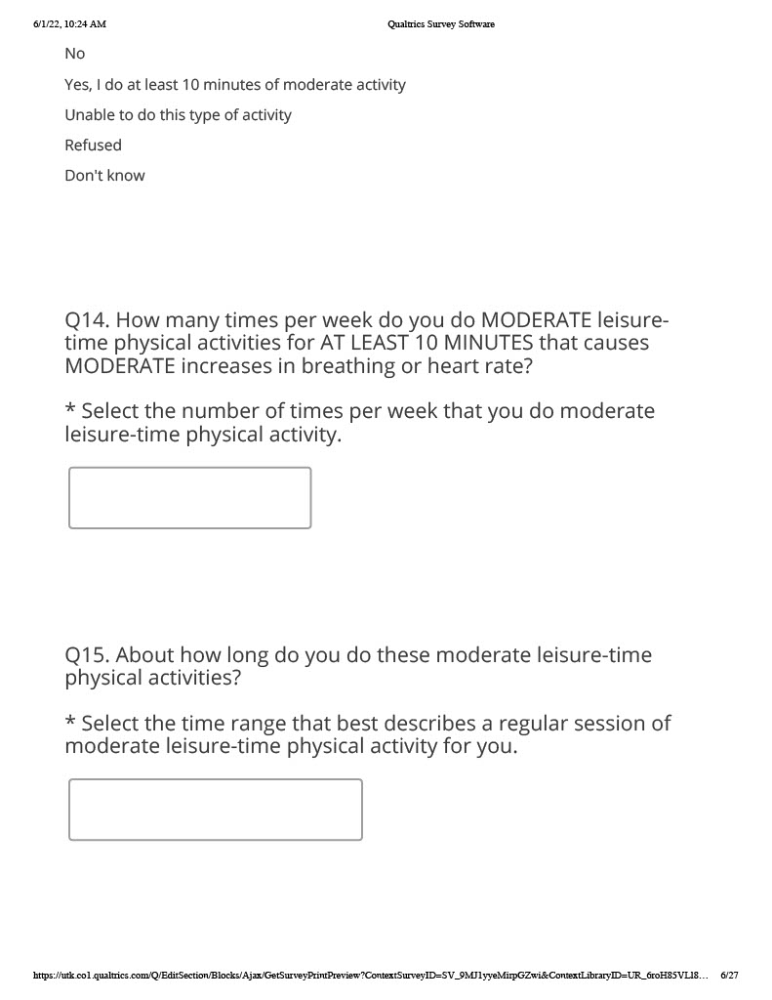 6/1/22, 10:24 AM
Qualtrics Survey Software
No
Yes, I do at least 10 minutes of moderate activity
Unable to do this type of activity
Refused
Don't know
Q14. How many times per week do you do MODERATE leisure-
time physical activities for AT LEAST 10 MINUTES that causes
MODERATE increases in breathing or heart rate?
* Select the number of times per week that you do moderate
leisure-time physical activity.
Q15. About how long do you do these moderate leisure-time
physical activities?
* Select the time range that best describes a regular session of
moderate leisure-time physical activity for you.
https://utk.co1.qualtrics.com/Q/EditSection/Blocks/Ajax/GetSurveyPrintPreview?ContextSurveyID=SV_9MJ1yyeMirpGZwi&ContextLibraryID=UR_6roH85VLl8…
6/27